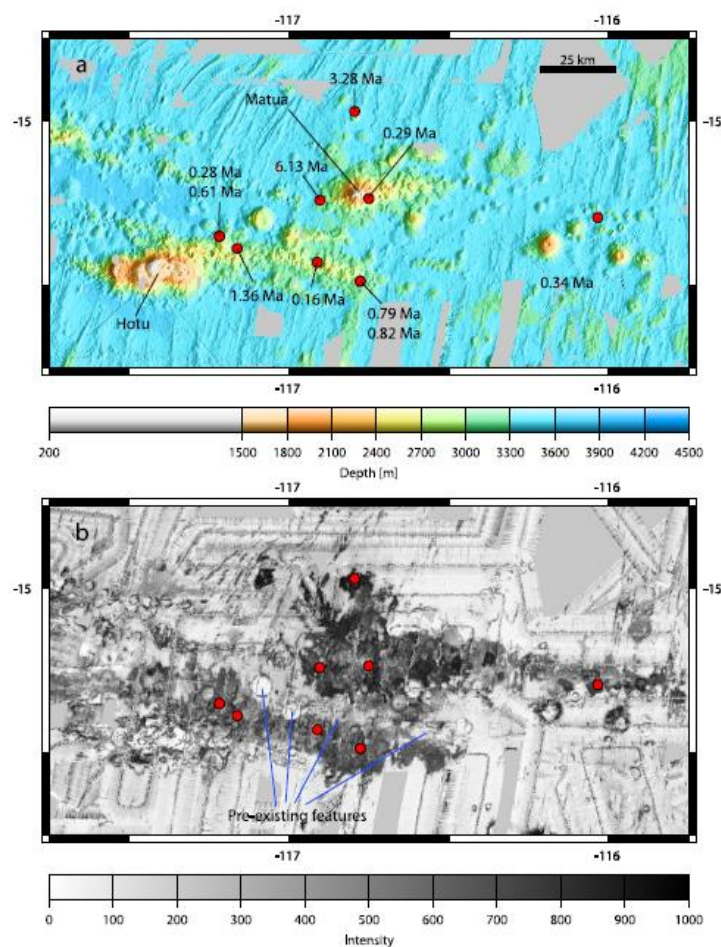 -117 -116
a
25 km
3.28 Ma
Matua
-15 -15
0.29 Ma
0.28 Ma
0.61 Ma
6.13 Ma
0.34 Ma
1.36 Ma
0.16 Ma
0.79 Ma
0.82 Ma
Hotu
-117 -116
200 1500 1800 2100 2400 2700 3000 3300 3600 3900 4200 4500
Depth [m]
-117 -116
b
-15 -15
Pre-existing features
-117 -116
0 100 200 300 400 500 600 700 800 900 1000
Intensity